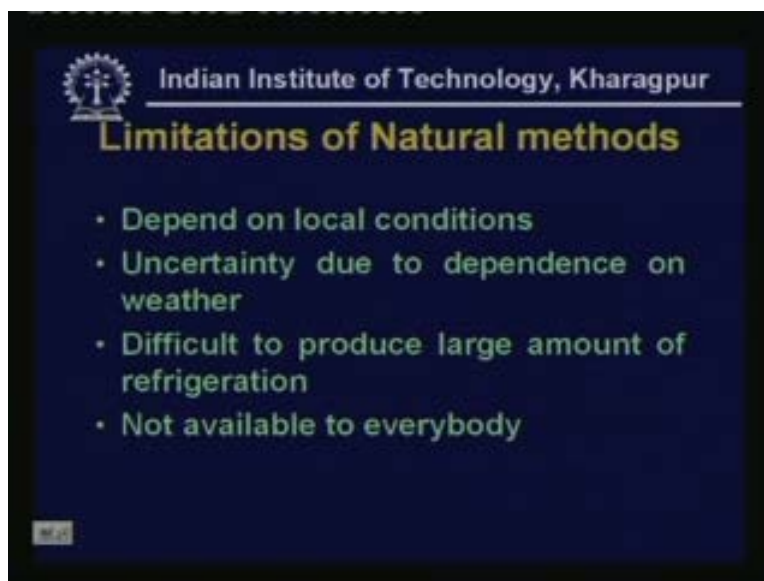 Indian Institute of Technology, Kharagpur
Limitations of Natural methods
• Depend on local conditions
• Uncertainty due to dependence on
weather
• Difficult to produce large amount of
refrigeration
• Not available to everybody